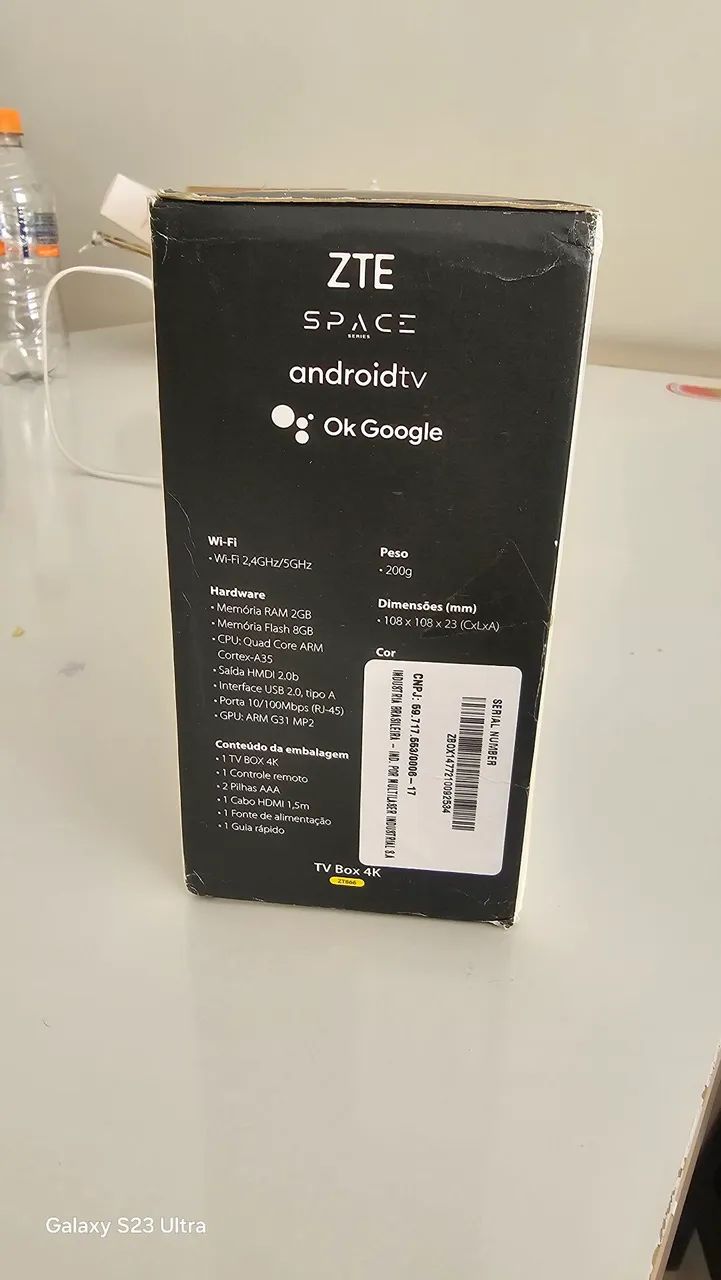 ZTE
SPACE
SERIES
androidtv
Ok Google
Wi-Fi
• Wi-Fi 2,4GHz/5GHz
Hardware
• Memória RAM 2GB
• Memória Flash 8GB
• CPU: Quad Core ARM
Cortex-A35
• Saída HMDI 2.0b
• Interface USB 2.0, tipo A
• Porta 10/100Mbps (RJ-45)
• GPU: ARM G31 MP2
Conteúdo da embalagem
• 1 TV BOX 4K
• 1 Controle remoto
• 2 Pilhas AAA
• 1 Cabo HDMI 1,5m
• 1 Fonte de alimentação
• 1 Guia rápido
Peso
• 200g
Dimensões (mm)
• 108 x 108 x 23 (CxLxA)
Cor
SERIAL NUMBER
ZBOX1477210092584
CNPJ: 59.717.553/0006-17
INDUSTRIA BRASILEIRA - IND. POR MULTILASER INDUSTRIAL S.A
TV Box 4K
ZT866
Galaxy S23 Ultra